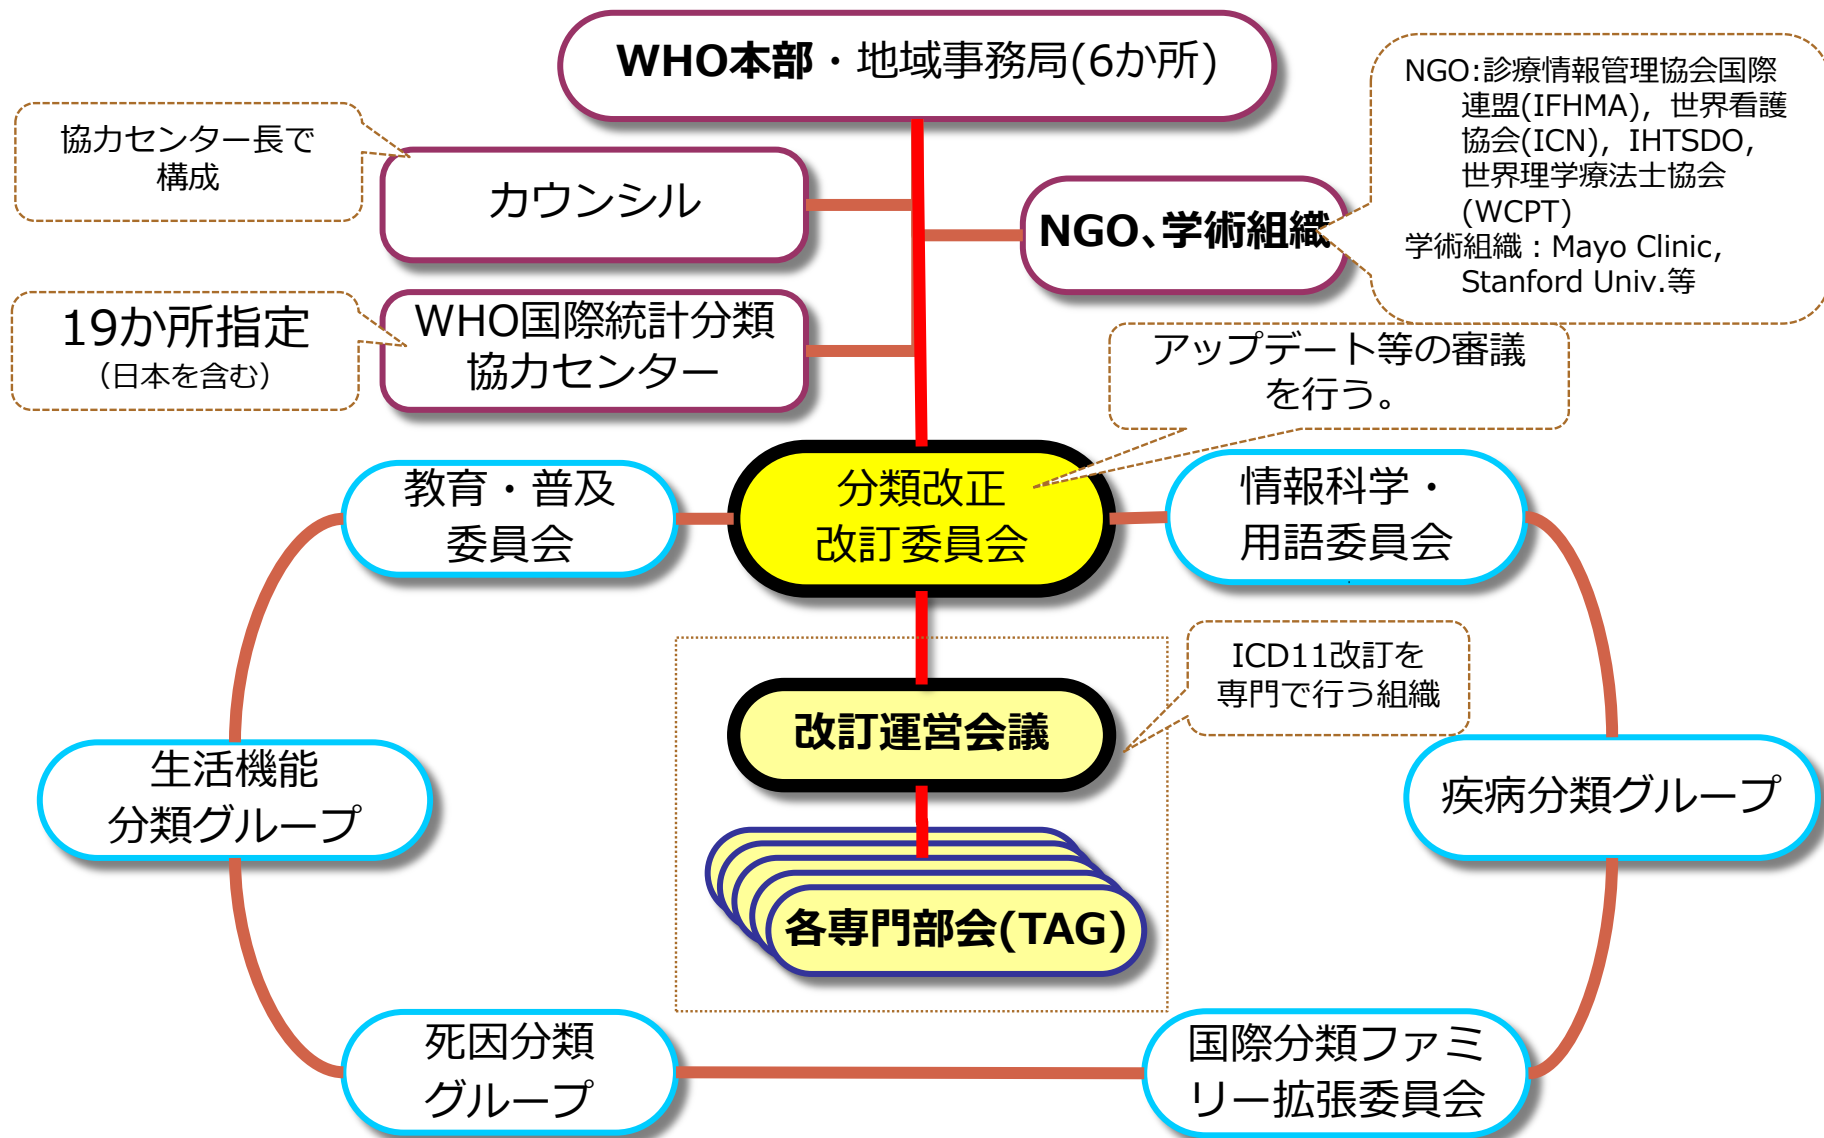 WHO本部・地域事務局(6か所)
NGO:診療情報管理協会国際
連盟(IFHMA),世界看護
協会(ICN),IHTSDO,
世界理学療法士協会
(WCPT)
学術組織：Mayo Clinic,
Stanford Univ.等
協力センター長で
構成
カウンシル
NGO、学術組織
19か所指定
（日本を含む）
WHO国際統計分類
協力センター
アップデート等の審議
を行う。
教育・普及
委員会
分類改正
改訂委員会
情報科学・
用語委員会
ICD11改訂を
専門で行う組織
改訂運営会議
生活機能
分類グループ
疾病分類グループ
各専門部会(TAG)
死因分類
グループ
国際分類ファミ
リー拡張委員会